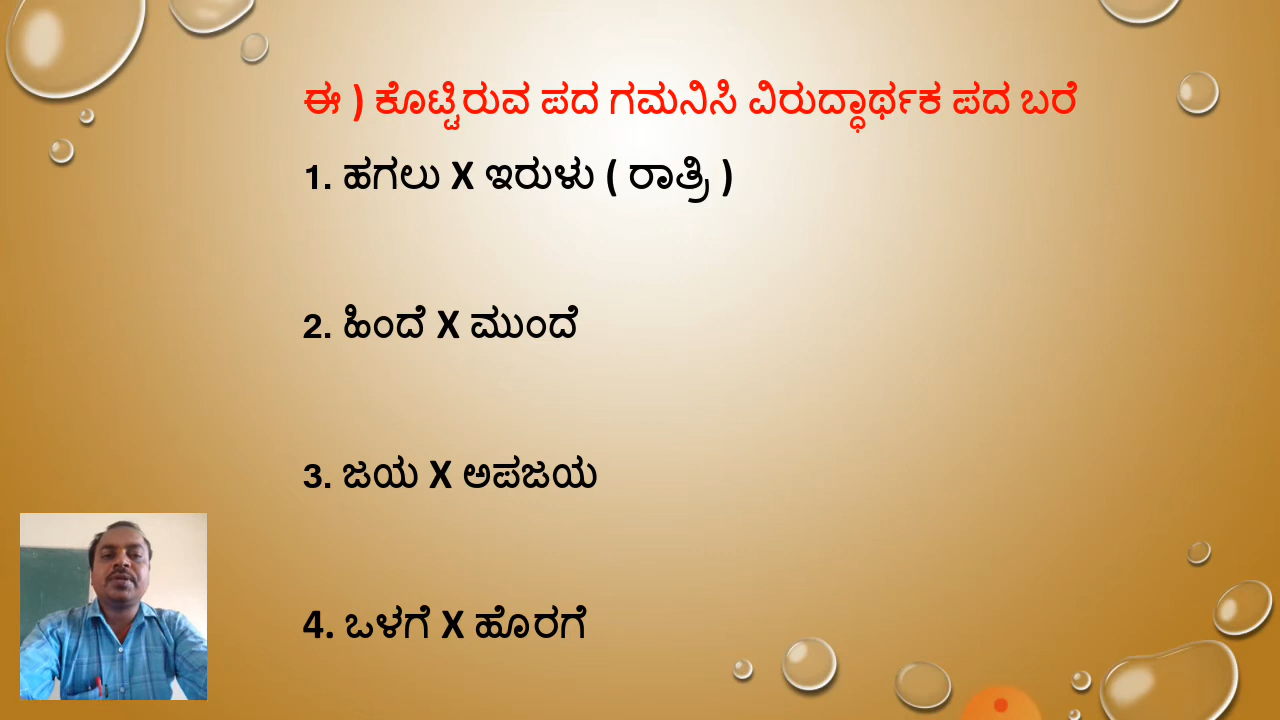 ಈ ) ಕೊಟ್ಟಿರುವ ಪದ ಗಮನಿಸಿ ವಿರುದ್ಧಾರ್ಥಕ ಪದ ಬರೆ
1. ಹಗಲು X ಇರುಳು ( ರಾತ್ರಿ )
2. ಹಿಂದೆ X ಮುಂದೆ
3. ಜಯ X ಅಪಜಯ
4. ಒಳಗೆ X ಹೊರಗೆ